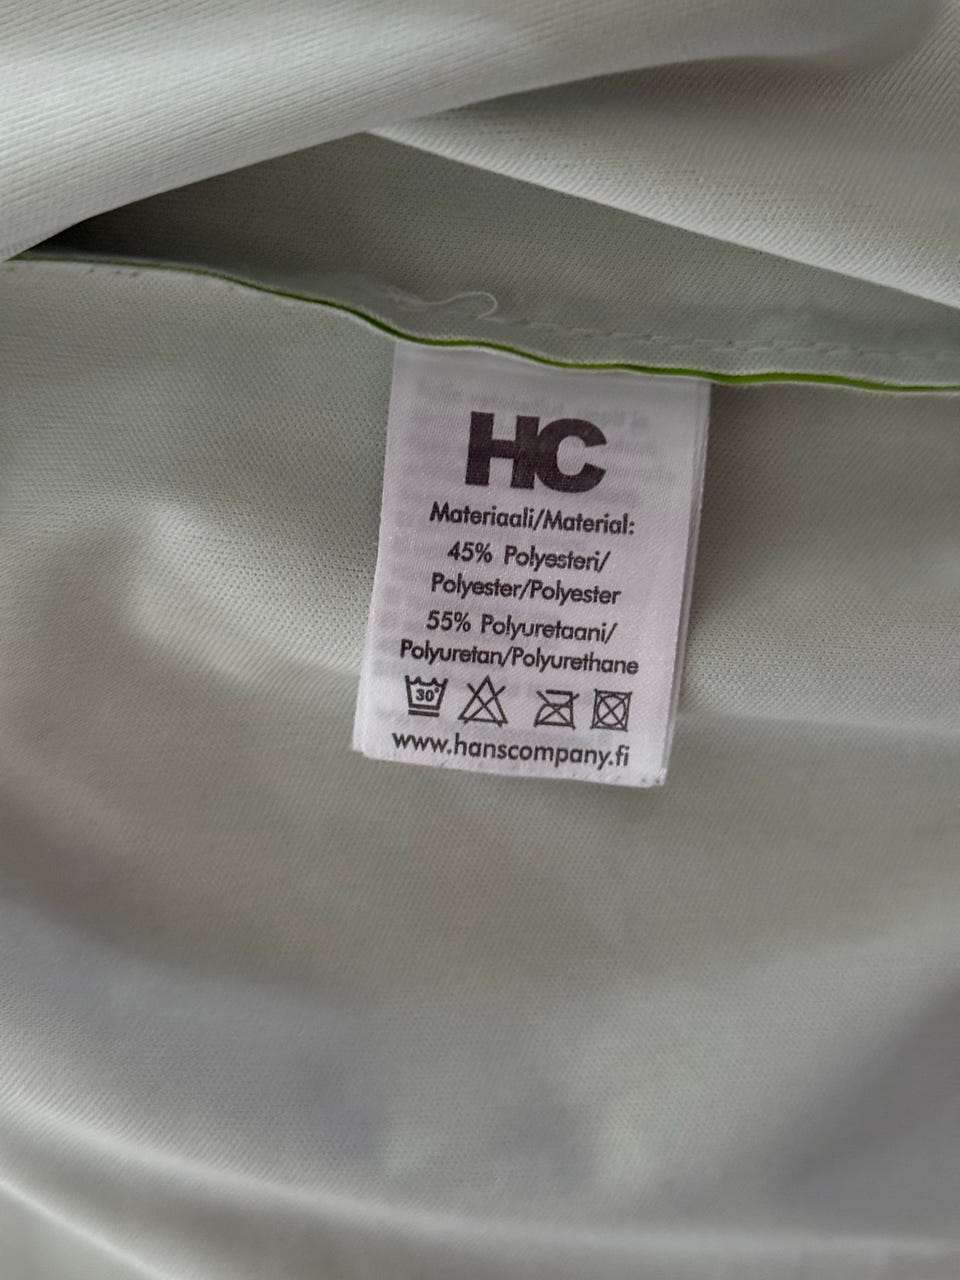 HC
Materiaali/Material:
45% Polyesteri/
Polyester/Polyester
55% Polyuretaani/
Polyuretan/Polyurethane
30°
www.hanscompany.fi